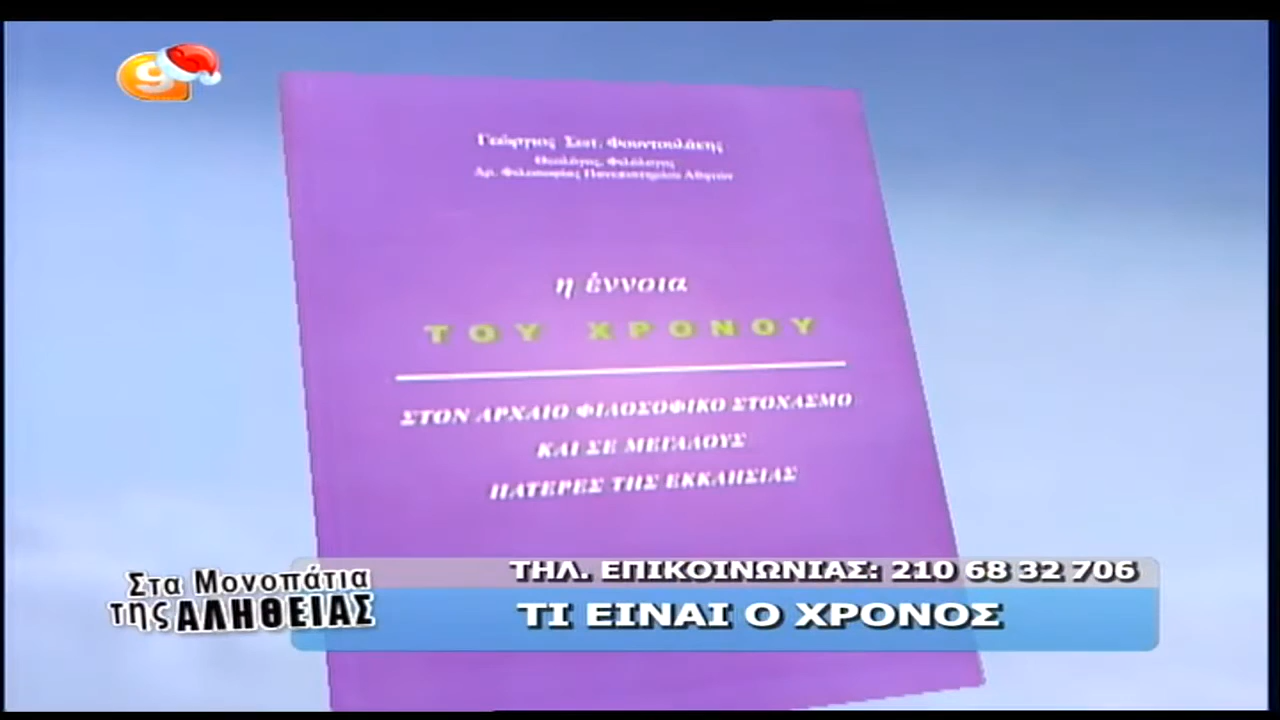 9
Γεώργιος Σωτ. Φουντουλάκης
Θεολόγος, Φιλόλογος
Δρ. Φιλοσοφίας Πανεπιστημίου Αθηνών
η έννοια
ΤΟΥ ΧΡΟΝΟΥ
ΣΤΟΝ ΑΡΧΑΙΟ ΦΙΛΟΣΟΦΙΚΟ ΣΤΟΧΑΣΜΟ
ΚΑΙ ΣΕ ΜΕΓΑΛΟΥΣ
ΠΑΤΕΡΕΣ ΤΗΣ ΕΚΚΛΗΣΙΑΣ
Στα Μονοπάτια
της ΑΛΗΘΕΙΑΣ
ΤΗΛ. ΕΠΙΚΟΙΝΩΝΙΑΣ: 210 68 32 706
ΤΙ ΕΙΝΑΙ Ο ΧΡΟΝΟΣ